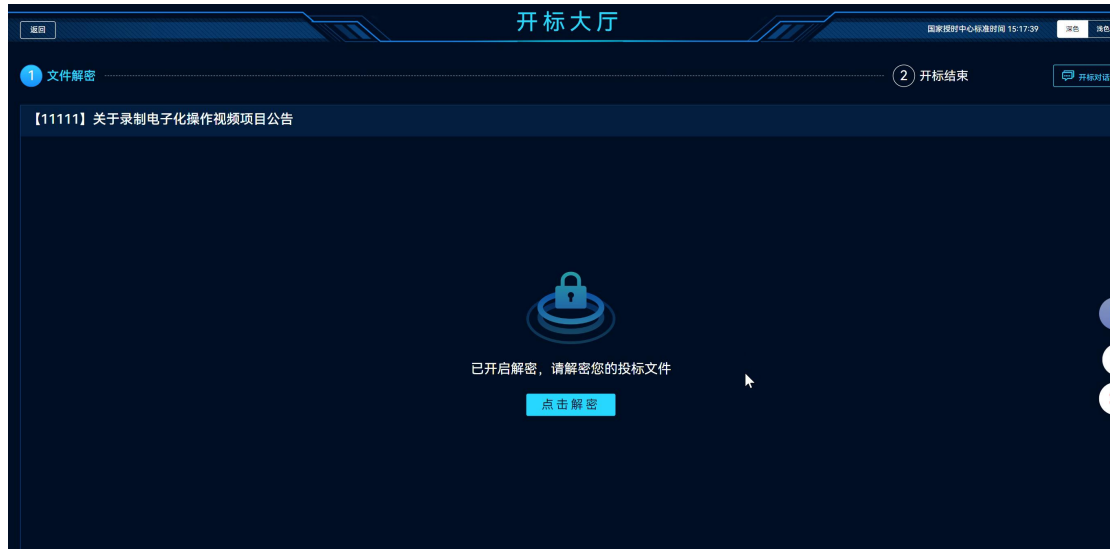 返回
开标大厅
国家授时中心标准时间 15:17:39
深色
浅色
1 文件解密
2 开标结束
开标对话
【11111】关于录制电子化操作视频项目公告
已开启解密，请解密您的投标文件
点击解密